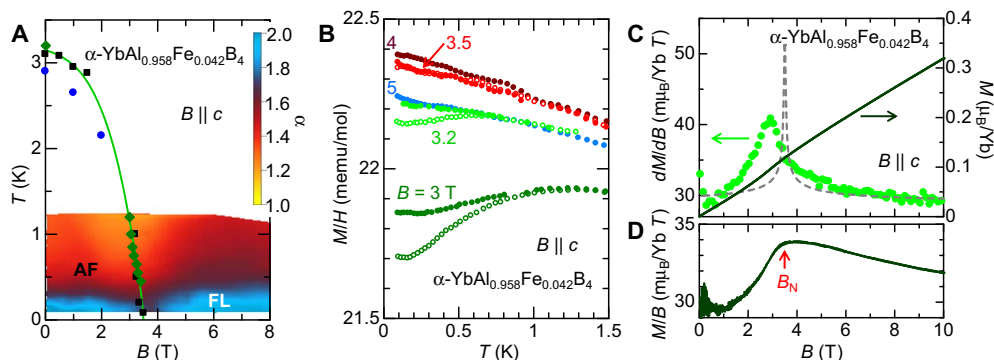 A
α-YbAl0.958Fe0.042B4
B || c
AF
FL
T (K)
0
1
2
3
4
0
2
4
6
8
B (T)
α
2.0
1.8
1.6
1.4
1.2
1.0
B
M/H (memu/mol)
22.5
22
21.5
4
3.5
5
3.2
B = 3 T
B || c
α-YbAl0.958Fe0.042B4
0
0.5
1
1.5
T (K)
C
α-YbAl0.958Fe0.042B4
dM/dB (mμB/Yb T)
50
45
40
35
30
M (μB/Yb)
0.4
0.3
0.2
0.1
0
B || c
D
M/B (mμB/Yb T)
35
30
BN
0
2
4
6
8
10
B (T)